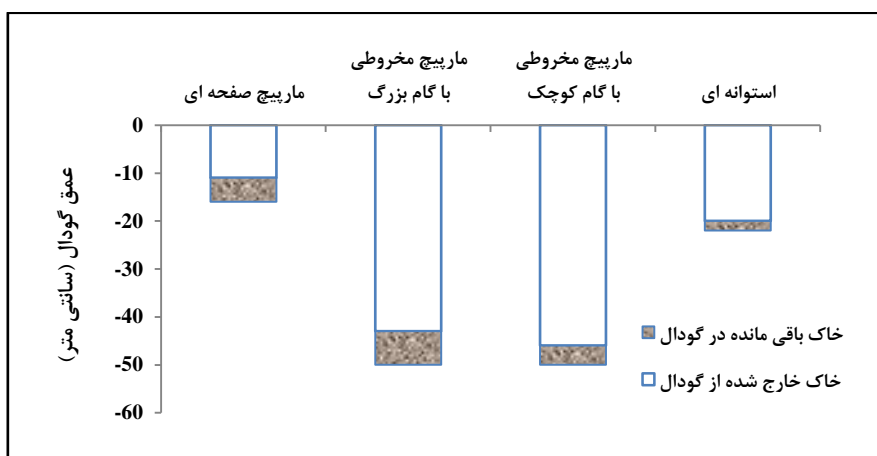 مارپیچ صفحه ای
مارپیچ مخروطی
با گام بزرگ
مارپیچ مخروطی
با گام کوچک
استوانه ای
0
-10
-20
-30
-40
-50
-60
عمق گودال (سانتی متر)
خاک باقی مانده در گودال
خاک خارج شده از گودال